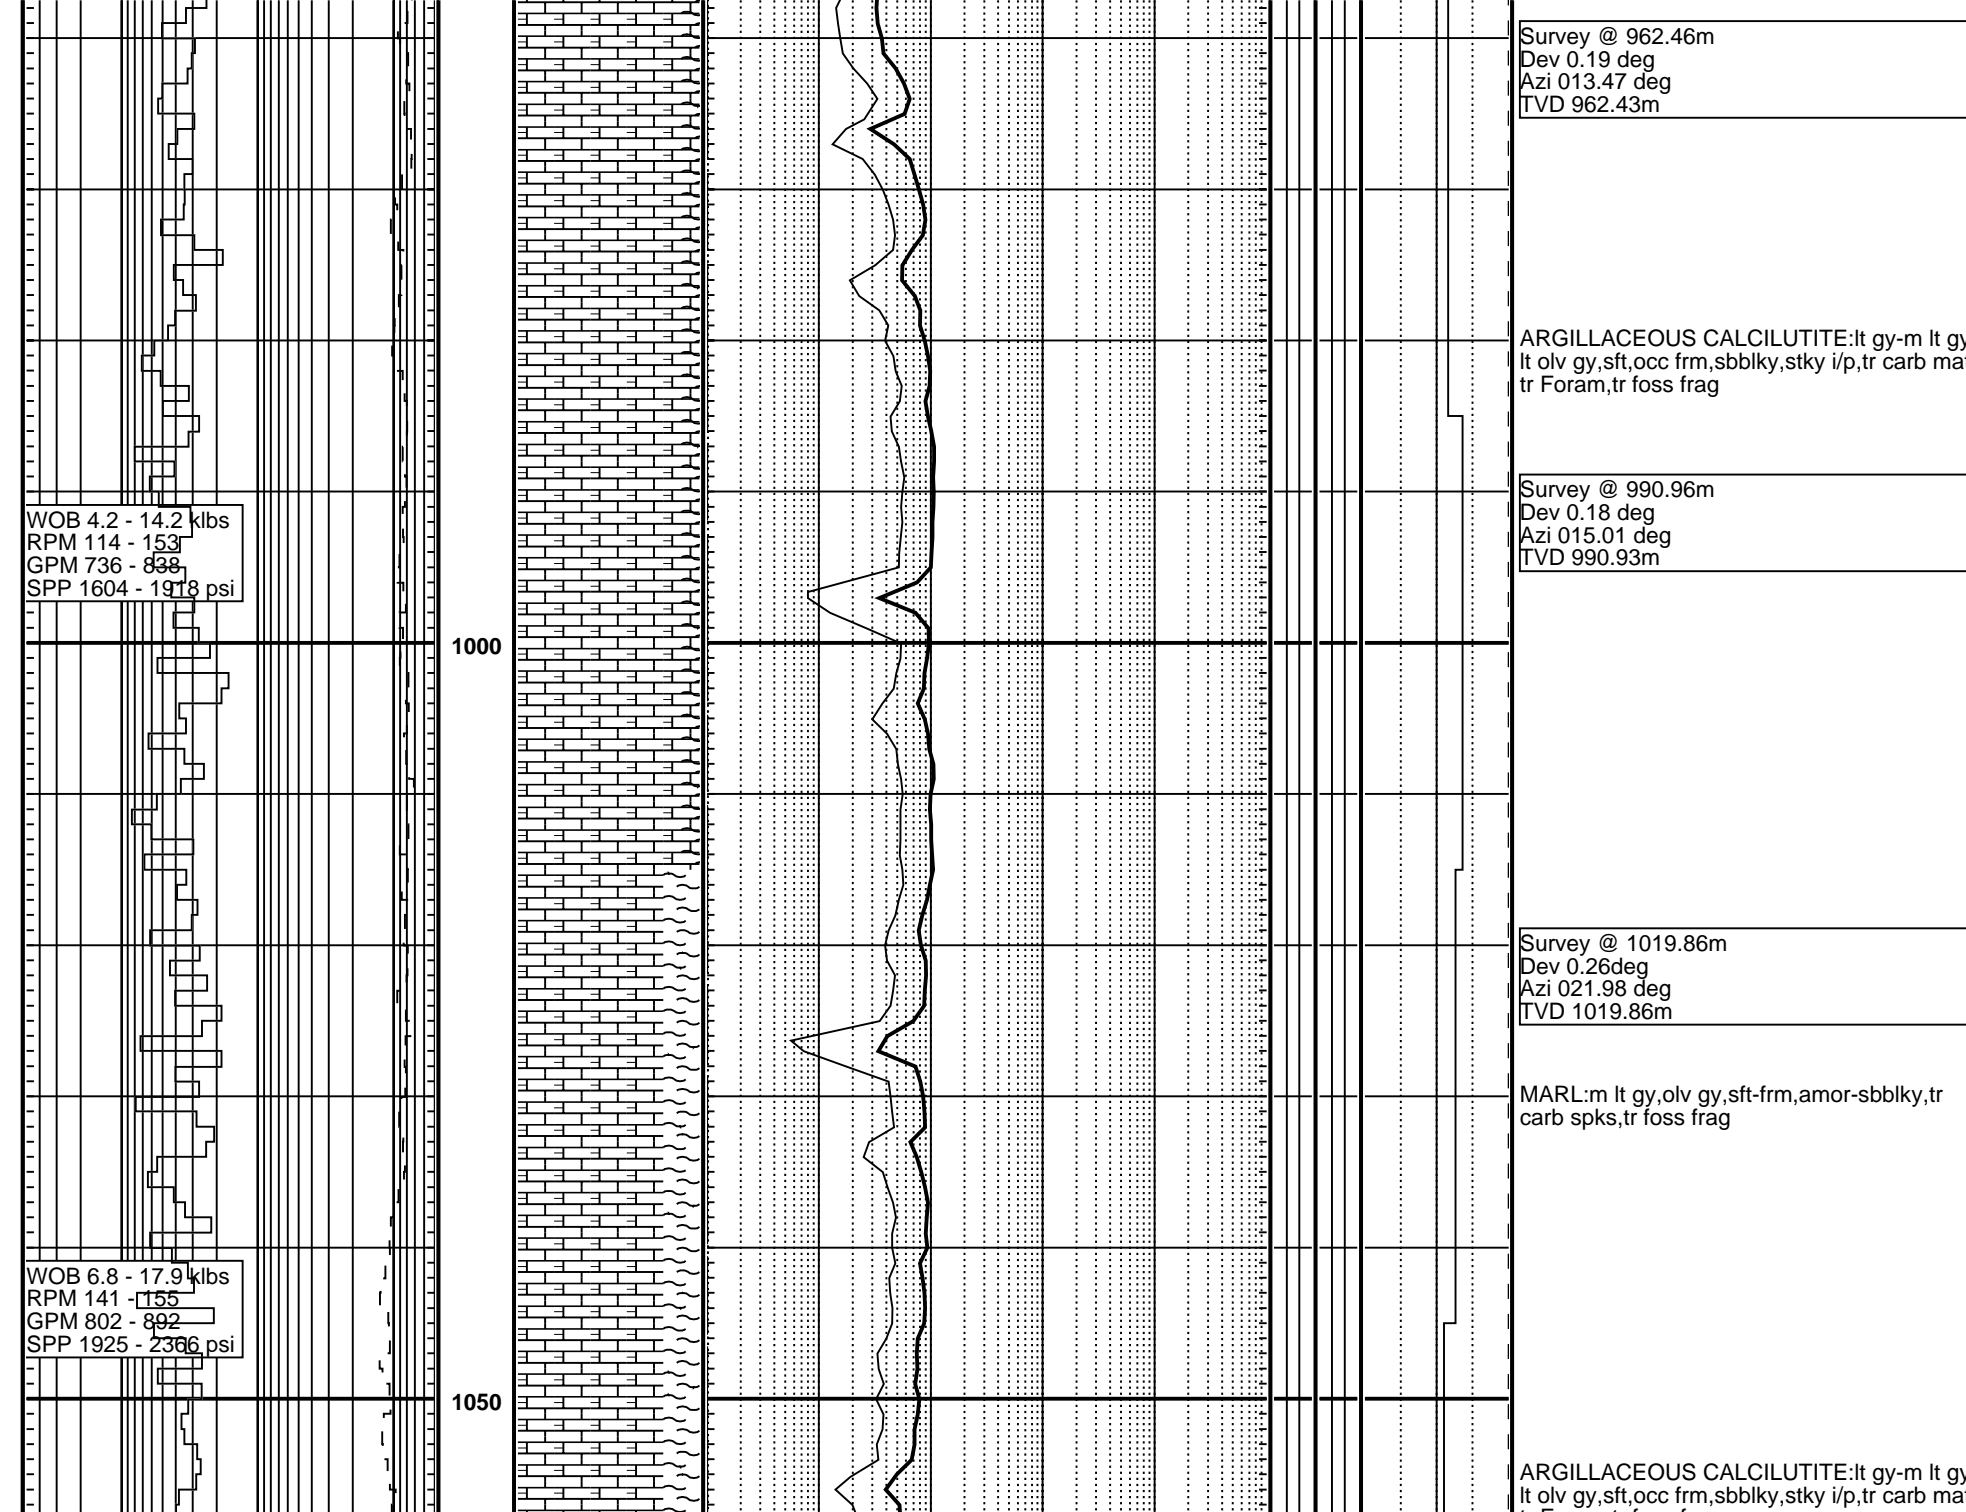 Survey @ 962.46m
Dev 0.19 deg
Azi 013.47 deg
TVD 962.43m
ARGILLACEOUS CALCILUTITE:lt gy-m lt gy
lt olv gy,sft,occ frm,sbblky,stky i/p,tr carb mat
tr Foram,tr foss frag
Survey @ 990.96m
Dev 0.18 deg
Azi 015.01 deg
TVD 990.93m
WOB 4.2 - 14.2 klbs
RPM 114 - 153
GPM 736 - 838
SPP 1604 - 1918 psi
1000
Survey @ 1019.86m
Dev 0.26deg
Azi 021.98 deg
TVD 1019.86m
MARL:m lt gy,olv gy,sft-frm,amor-sbblky,tr
carb spks,tr foss frag
WOB 6.8 - 17.9 klbs
RPM 141 - 155
GPM 802 - 892
SPP 1925 - 2366 psi
1050
ARGILLACEOUS CALCILUTITE:lt gy-m lt gy
lt olv gy,sft,occ frm,sbblky,stky i/p,tr carb mat